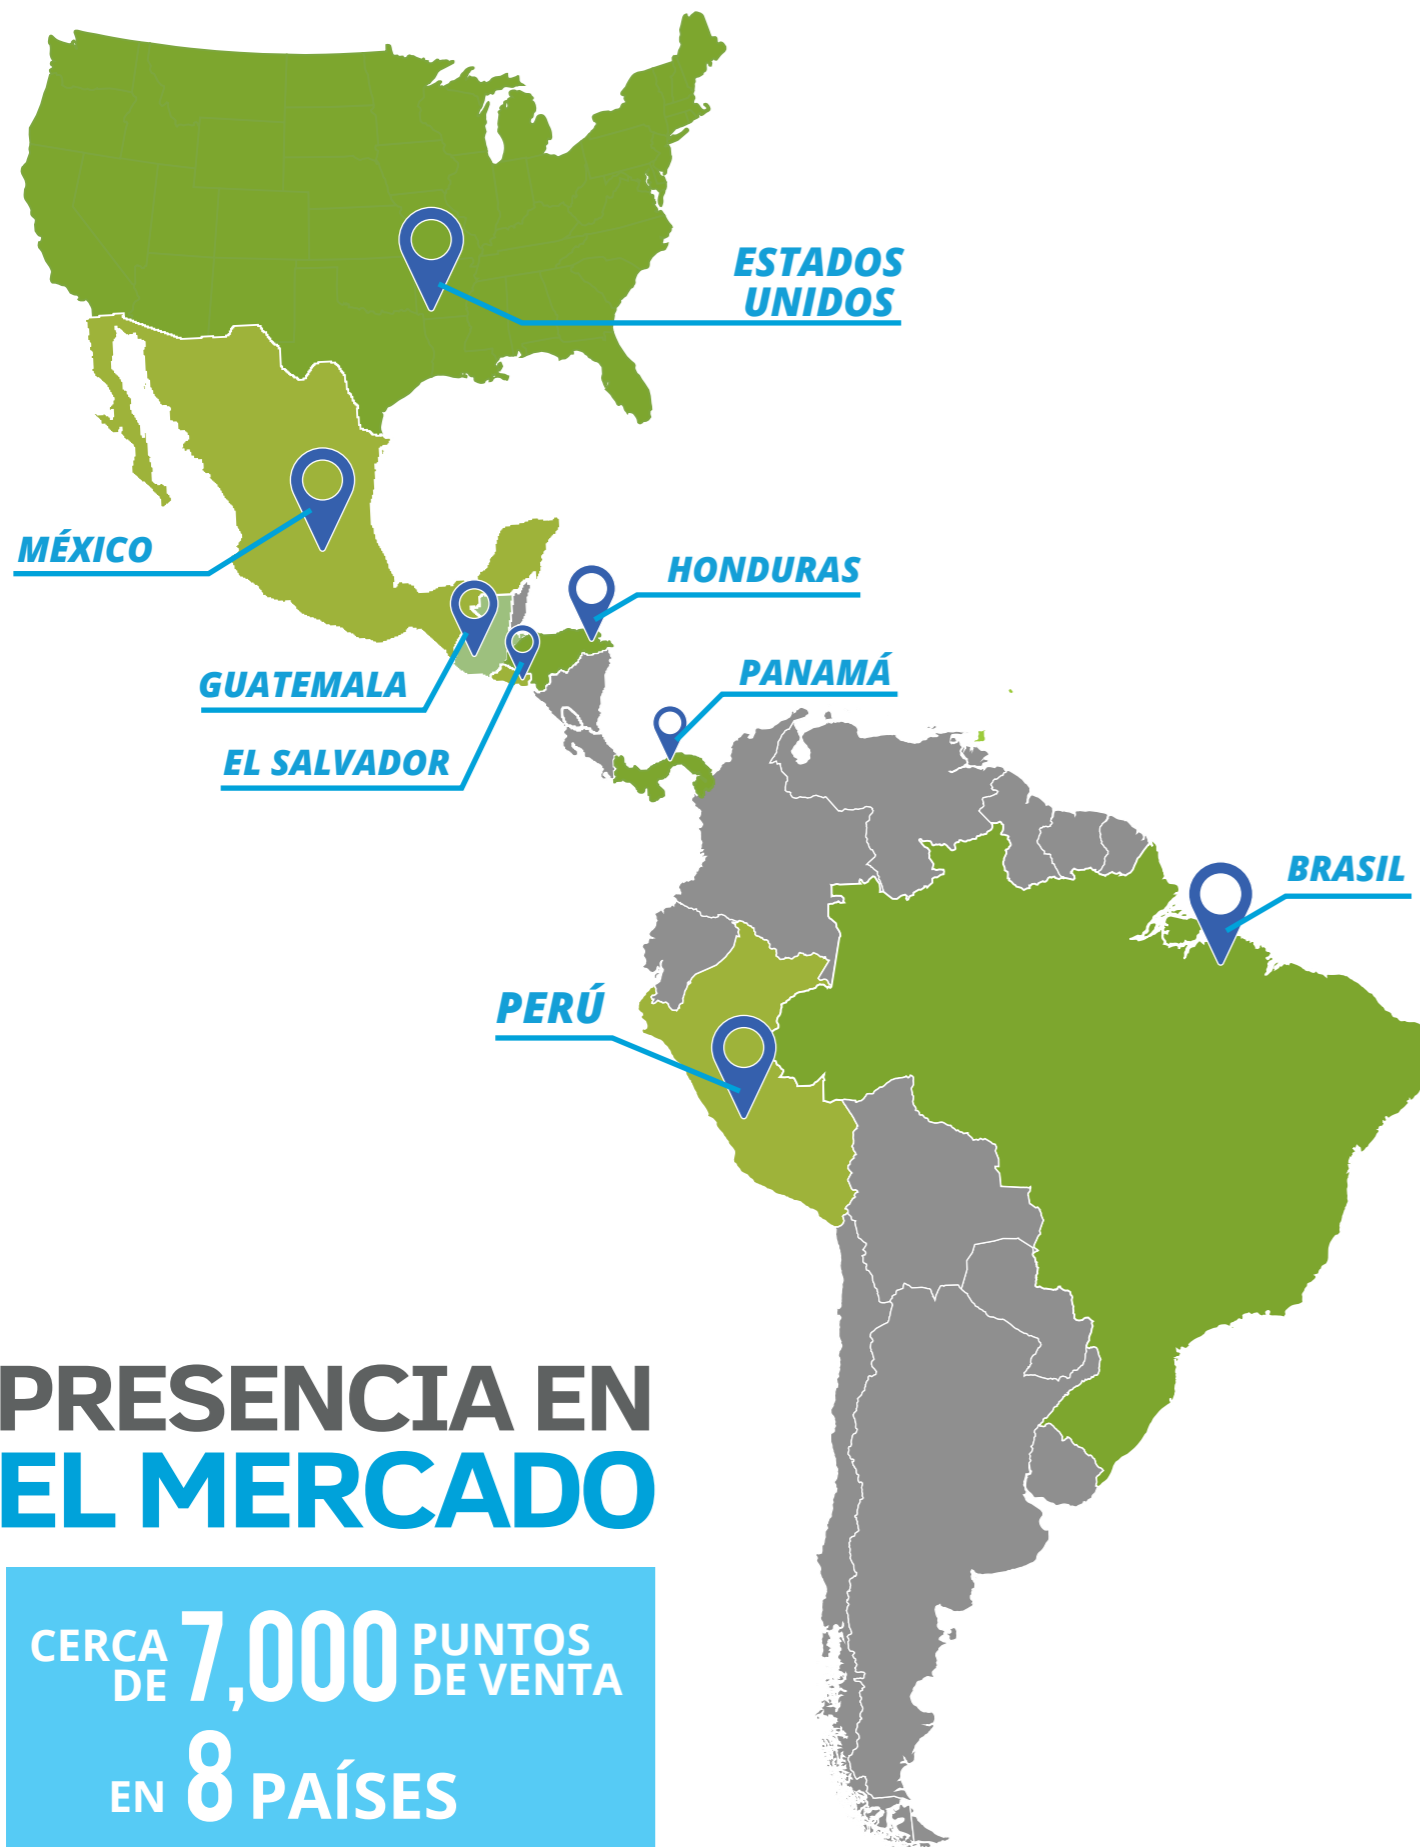 ESTADOS
UNIDOS
MÉXICO
HONDURAS
GUATEMALA
PANAMÁ
EL SALVADOR
BRASIL
PERÚ
PRESENCIA EN
EL MERCADO
CERCA DE 7,000 PUNTOS DE VENTA
EN 8 PAÍSES